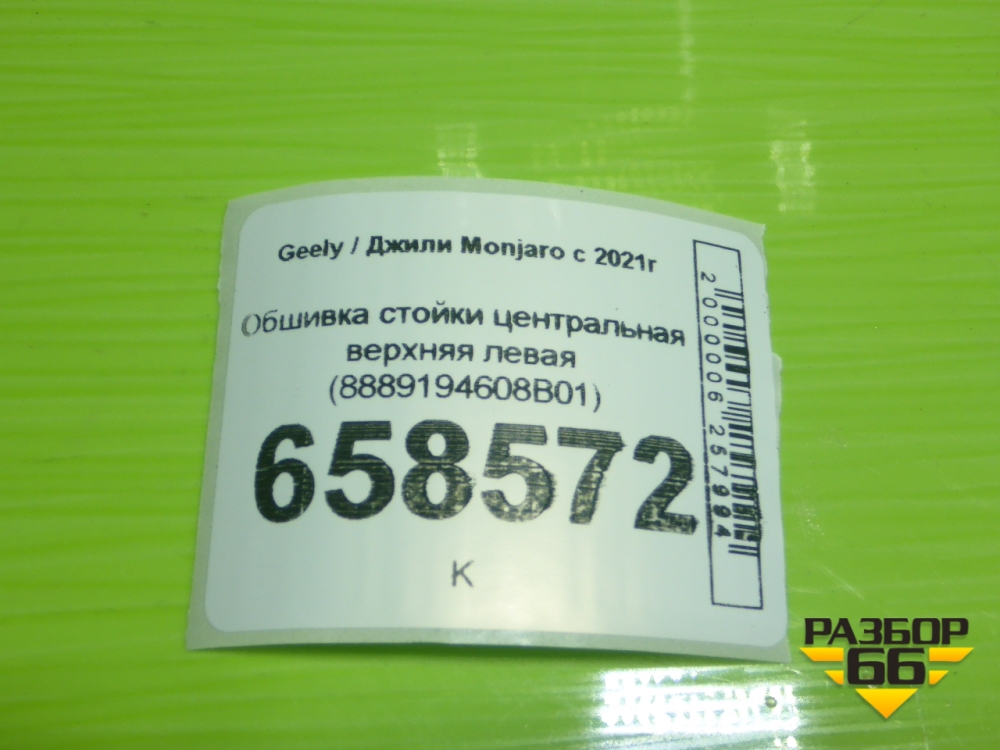 Geely / Джили Monjaro с 2021г
Обшивка стойки центральная
верхняя левая
(8889194608B01)
658572
К
2000006257994
РАЗБОР
66